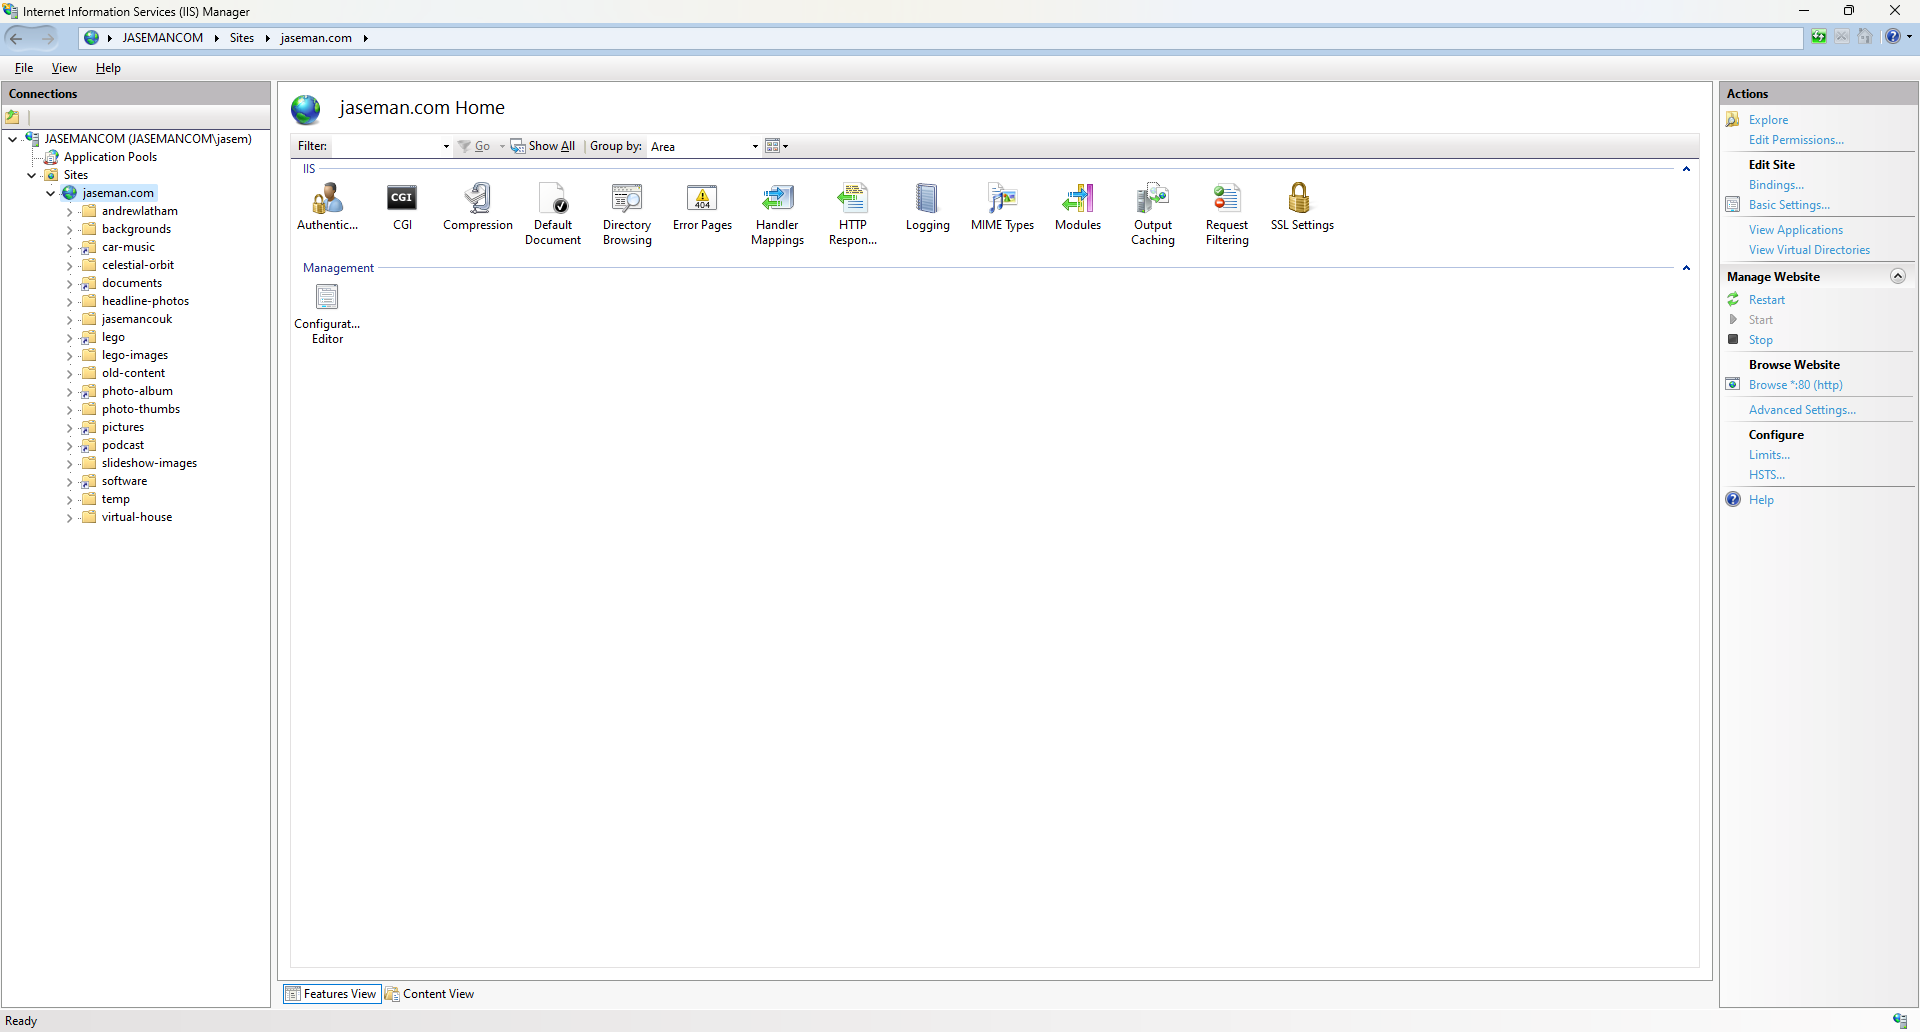 Internet Information Services (IIS) Manager
JASEMANCOM Sites jaseman.com
File View Help
Connections
JASEMANCOM (JASEMANCOM\jasem)
Application Pools
Sites
jaseman.com
andrewlatham
backgrounds
car-music
celestial-orbit
documents
headline-photos
jasemancouk
lego
lego-images
old-content
photo-album
photo-thumbs
pictures
podcast
slideshow-images
software
temp
virtual-house
jaseman.com Home
Filter: Go Show All Group by: Area
IIS
Authentic...
CGI
CGI
Compression
Default
Document
Directory
Browsing
404
Error Pages
Handler
Mappings
HTTP
Respon...
Logging
MIME Types
Modules
Output
Caching
Request
Filtering
SSL Settings
Management
Configurat...
Editor
Features View Content View
Actions
Explore
Edit Permissions...
Edit Site
Bindings...
Basic Settings...
View Applications
View Virtual Directories
Manage Website
Restart
Start
Stop
Browse Website
Browse *:80 (http)
Advanced Settings...
Configure
Limits...
HSTS...
Help
Ready